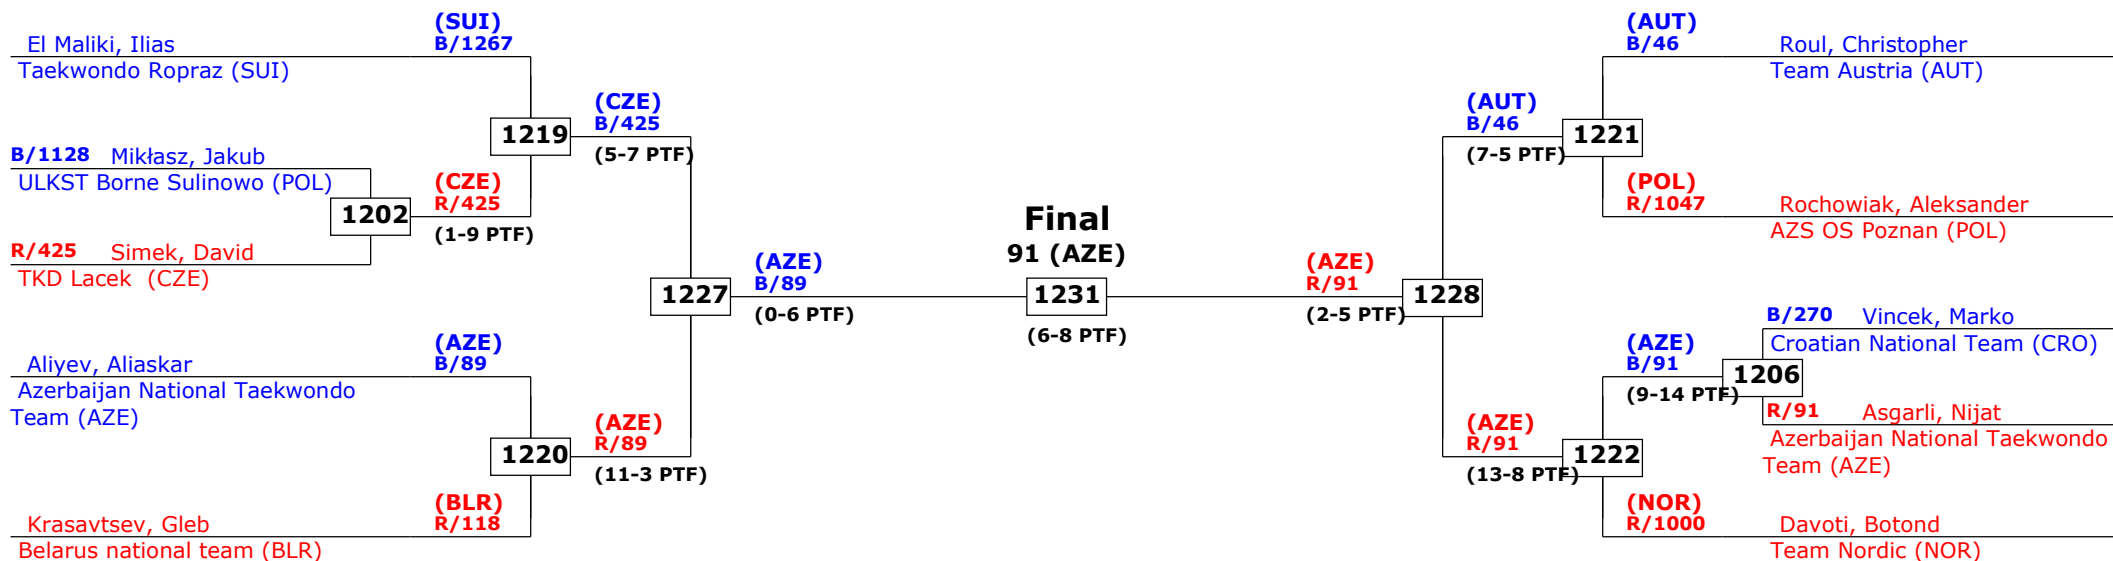 (SUI)
B/1267
El Maliki, Ilias
Taekwondo Ropraz (SUI)
B/1128 Mikłasz, Jakub
ULKST Borne Sulinowo (POL)
1202
R/425 Simek, David
TKD Lacek (CZE)
(CZE)
R/425
(1-9 PTF)
1219
(CZE)
B/425
(5-7 PTF)
(AZE)
B/89
Aliyev, Aliaskar
Azerbaijan National Taekwondo
Team (AZE)
1220
(BLR)
R/118
Krasavtsev, Gleb
Belarus national team (BLR)
(AZE)
R/89
(11-3 PTF)
1227
(AZE)
B/89
(0-6 PTF)
Final
91 (AZE)
1231
(6-8 PTF)
(AZE)
R/91
(2-5 PTF)
1228
(AUT)
B/46
(7-5 PTF)
1221
(AUT)
B/46
Roul, Christopher
Team Austria (AUT)
(POL)
R/1047
Rochowiak, Aleksander
AZS OS Poznan (POL)
(AZE)
R/91
(13-8 PTF)
1222
(AZE)
B/91
(9-14 PTF)
1206
B/270 Vincek, Marko
Croatian National Team (CRO)
R/91 Asgarli, Nijat
Azerbaijan National Taekwondo
Team (AZE)
(NOR)
R/1000
Davoti, Botond
Team Nordic (NOR)